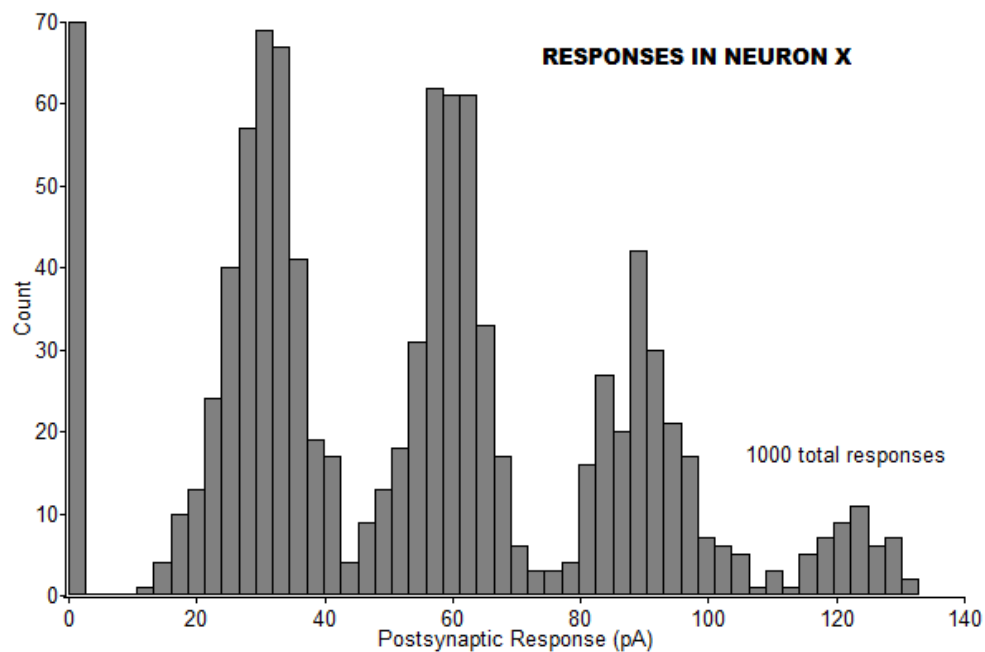 RESPONSES IN NEURON X
70
60
50
40
30
20
10
0
Count
1000 total responses
0 20 40 60 80 100 120 140
Postsynaptic Response (pA)